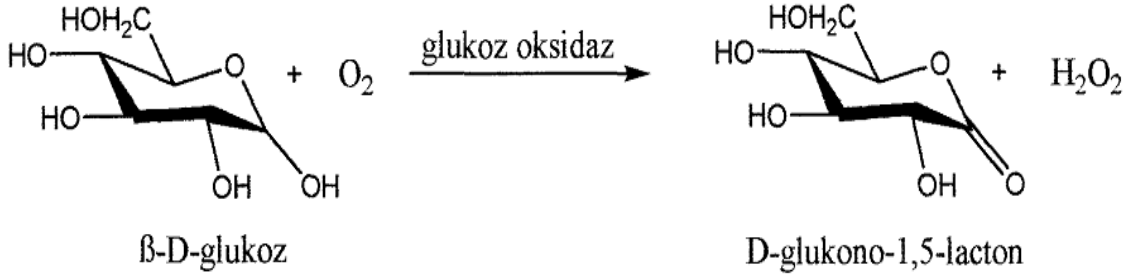 HOH₂C
HO
O
HO
OH
OH
+ O₂
glukoz oksidaz
HOH₂C
HO
O
HO
OH
O
+ H₂O₂
ß-D-glukoz
D-glukono-1,5-lacton